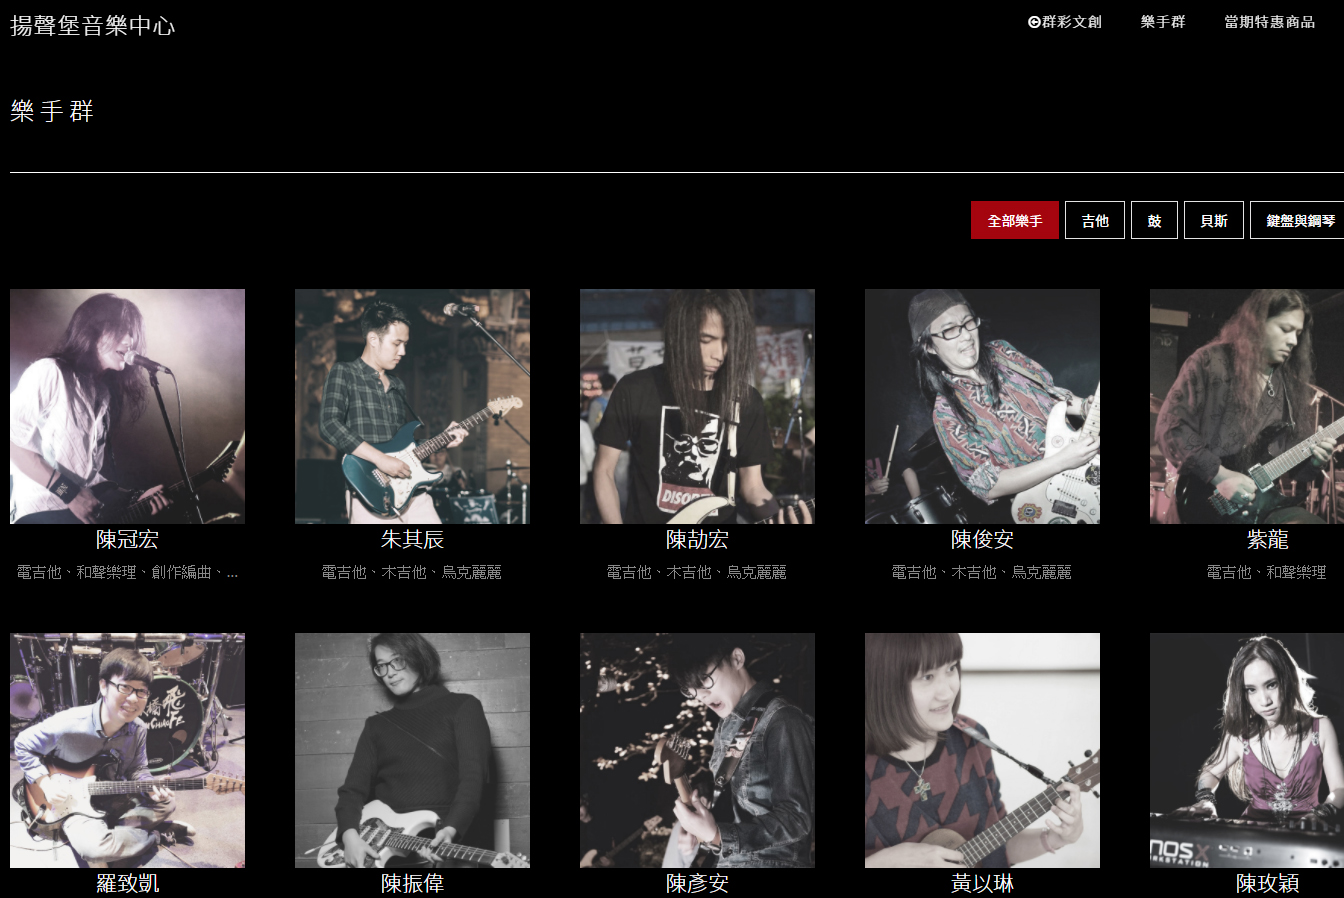 揚聲堡音樂中心
群彩文創 樂手群 當期特惠商品
樂手群
全部樂手 吉他 鼓 貝斯 鍵盤與鋼琴
陳冠宏 朱其辰 陳劼宏 陳俊安 紫龍
電吉他、和聲樂理、創作編曲、... 電吉他、木吉他、烏克麗麗 電吉他、木吉他、烏克麗麗 電吉他、木吉他、烏克麗麗 電吉他、和聲樂理
羅致凱 陳振偉 陳彥安 黃以琳 陳玫穎